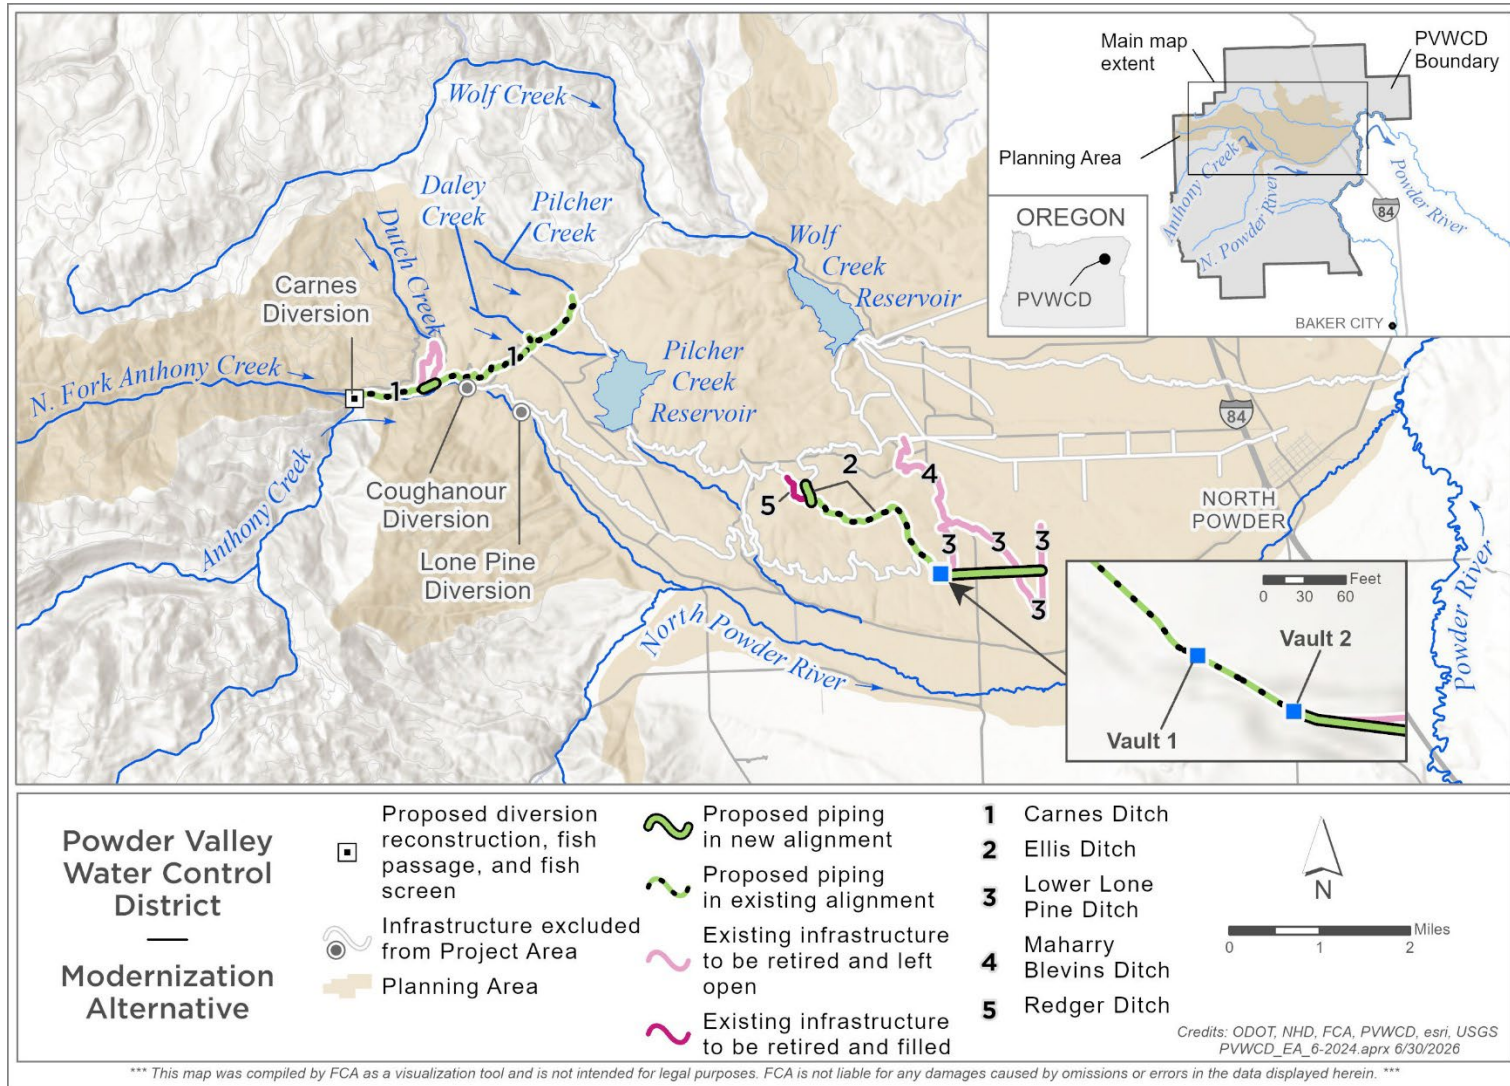 Main map
extent
PVWCD
Boundary
Planning Area
Anthony Creek
N. Powder River
Powder River
84
OREGON
PVWCD
BAKER CITY
Wolf Creek
Daley
Creek
Pilcher
Creek
Dutch Creek
Wolf
Creek
Reservoir
Carnes
Diversion
1
N. Fork Anthony Creek
1
Pilcher
Creek
Reservoir
84
Anthony Creek
Coughanour
Diversion
Lone Pine
Diversion
2
4
5
NORTH
POWDER
3
3
3
3
North Powder River
Powder River
Feet
0 30 60
Vault 2
Vault 1
Powder Valley
Water Control
District
Modernization
Alternative
Proposed diversion
reconstruction, fish
passage, and fish
screen
Infrastructure excluded
from Project Area
Planning Area
Proposed piping
in new alignment
Proposed piping
in existing alignment
Existing infrastructure
to be retired and left
open
Existing infrastructure
to be retired and filled
1 Carnes Ditch
2 Ellis Ditch
3 Lower Lone
Pine Ditch
4 Maharry
Blevins Ditch
5 Redger Ditch
N
Miles
0 1 2
Credits: ODOT, NHD, FCA, PVWCD, esri, USGS
PVWCD_EA_6-2024.aprx 6/30/2026
*** This map was compiled by FCA as a visualization tool and is not intended for legal purposes. FCA is not liable for any damages caused by omissions or errors in the data displayed herein. ***